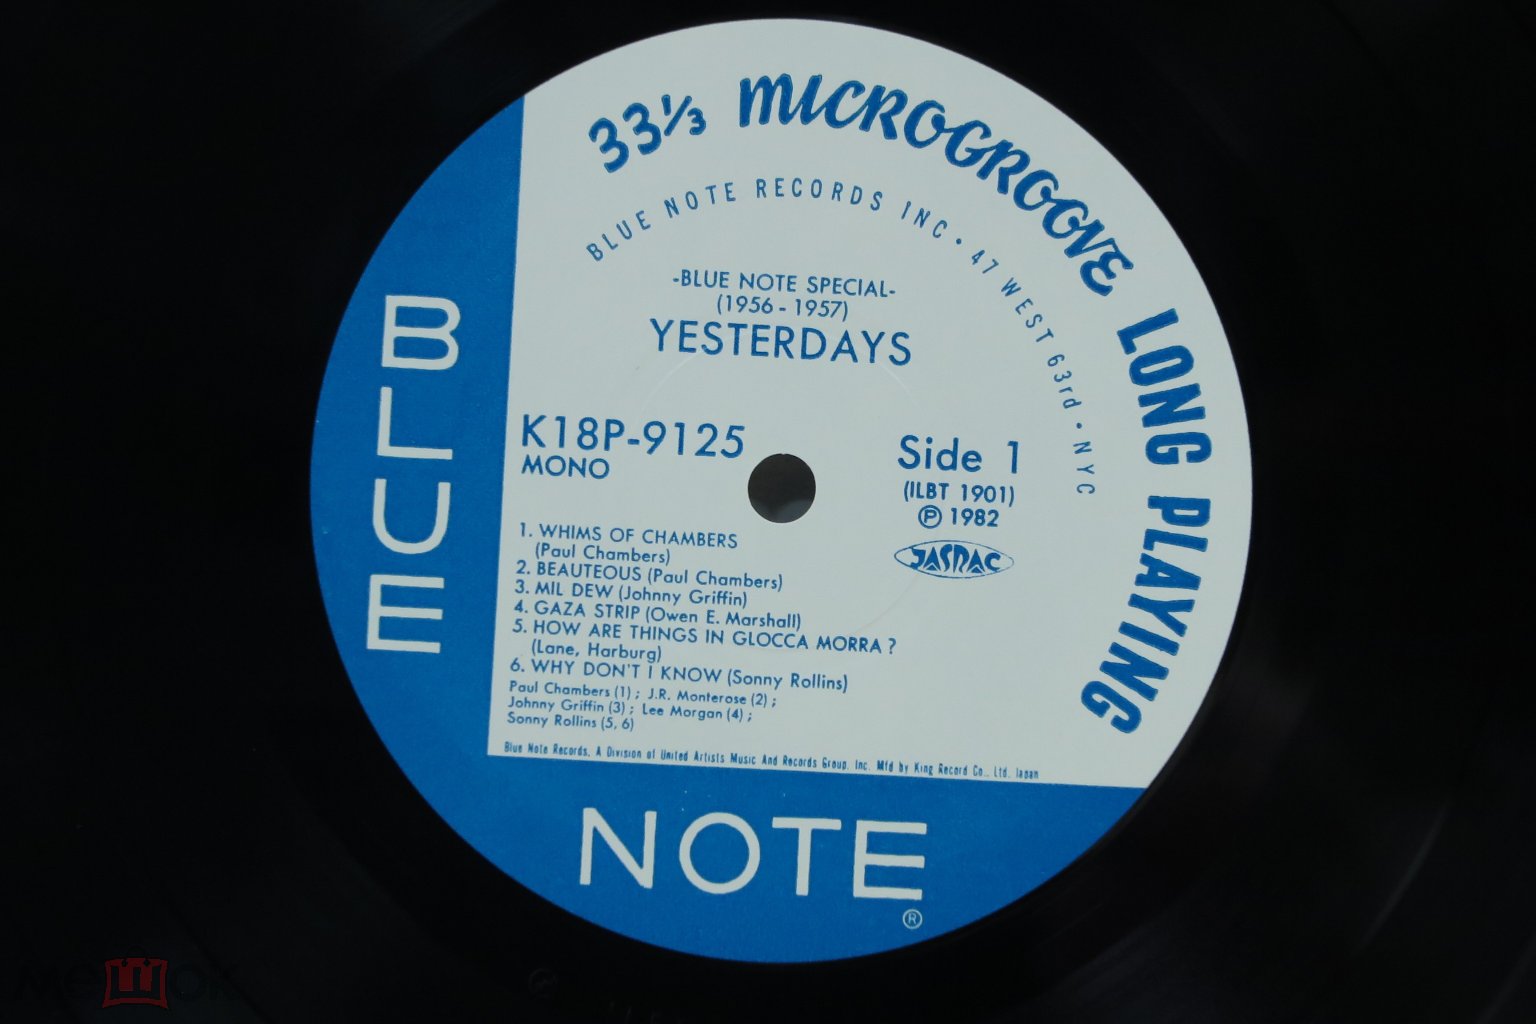 33⅓ MICROGROOVE LONG PLAYING
BLUE NOTE RECORDS INC • 47 WEST 63rd • NYC
-BLUE NOTE SPECIAL-
(1956 - 1957)
YESTERDAYS
K18P-9125
MONO
Side 1
(ILBT 1901)
Ⓟ 1982
JASRAC
1. WHIMS OF CHAMBERS
(Paul Chambers)
2. BEAUTEOUS (Paul Chambers)
3. MIL DEW (Johnny Griffin)
4. GAZA STRIP (Owen E. Marshall)
5. HOW ARE THINGS IN GLOCCA MORRA ?
(Lane, Harburg)
6. WHY DON'T I KNOW (Sonny Rollins)
Paul Chambers (1) ; J.R. Monterose (2) ;
Johnny Griffin (3) ; Lee Morgan (4) ;
Sonny Rollins (5, 6)
Blue Note Records, A Division of United Artists Music And Records Group, Inc. Mfd by King Record Co., Ltd. Japan
BLUE
NOTE
®
мешок